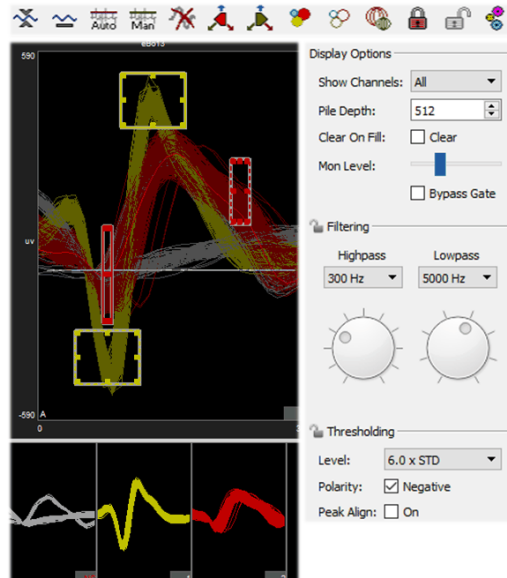 Auto Man
590
uV
-590
A
0
Display Options
Show Channels: All
Pile Depth: 512
Clear On Fill: Clear
Mon Level:
Bypass Gate
Filtering
Highpass Lowpass
300 Hz 5000 Hz
Thresholding
Level: 6.0 x STD
Polarity: Negative
Peak Align: On